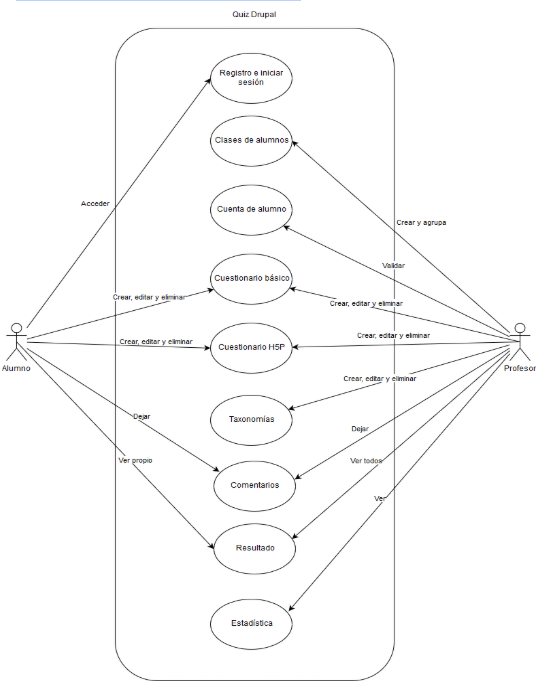 Quiz Drupal
Registro e iniciar
sesión
Clases de alumnos
Acceder
Cuenta de alumno
Crear y agrupa
Validar
Cuestionario básico
Crear, editar y eliminar
Crear, editar y eliminar
Crear, editar y eliminar
Cuestionario H5P
Crear, editar y eliminar
Alumno
Profesor
Crear, editar y eliminar
Taxonomías
Dejar
Dejar
Ver propio
Ver todos
Comentarios
Ver
Resultado
Estadística